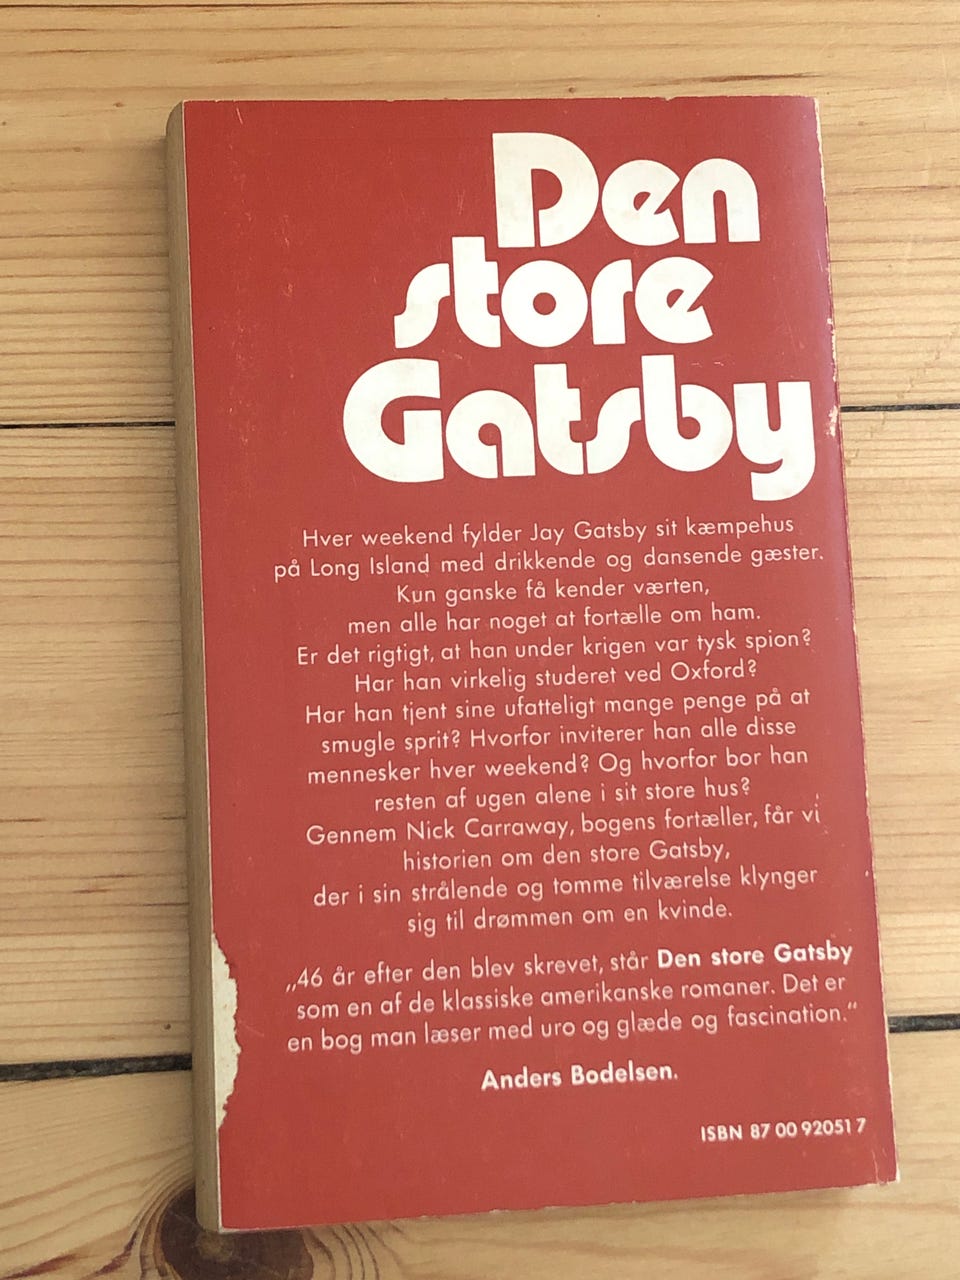 Den
store
Gatsby
Hver weekend fylder Jay Gatsby sit kæmpehus
på Long Island med drikkende og dansende gæster.
Kun ganske få kender værten,
men alle har noget at fortælle om ham.
Er det rigtigt, at han under krigen var tysk spion?
Har han virkelig studeret ved Oxford?
Har han tjent sine ufatteligt mange penge på at
smugle sprit? Hvorfor inviterer han alle disse
mennesker hver weekend? Og hvorfor bor han
resten af ugen alene i sit store hus?
Gennem Nick Carraway, bogens fortæller, får vi
historien om den store Gatsby,
der i sin strålende og tomme tilværelse klynger
sig til drømmen om en kvinde.
„46 år efter den blev skrevet, står Den store Gatsby
som en af de klassiske amerikanske romaner. Det er
en bog man læser med uro og glæde og fascination.“
Anders Bodelsen.
ISBN 87 00 92051 7